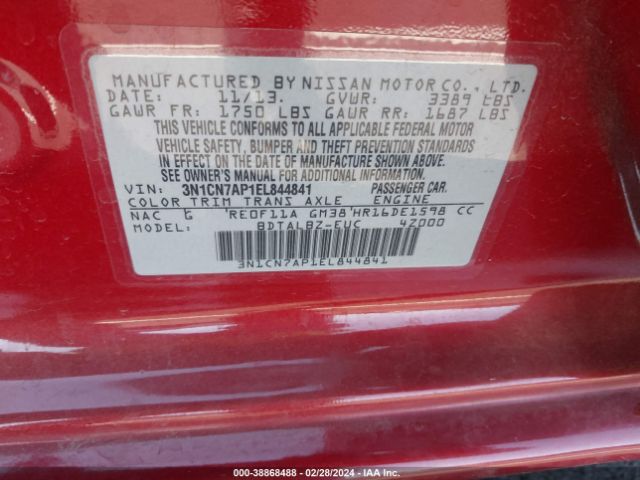 MANUFACTURED BY NISSAN MOTOR CO., LTD.
DATE: 11/13. GVWR: 3389 LBS
GAWR FR: 1750 LBS GAWR RR: 1687 LBS
THIS VEHICLE CONFORMS TO ALL APPLICABLE FEDERAL MOTOR
VEHICLE SAFETY, BUMPER AND THEFT PREVENTION STANDARDS
IN EFFECT ON THE DATE OF MANUFACTURE SHOWN ABOVE.
SEE OWNER'S MANUAL FOR ADDITIONAL INFORMATION.
VIN: 3N1CN7AP1EL844841 PASSENGER CAR.
COLOR TRIM TRANS AXLE ENGINE
NAC G 'RE0F11A GM38'HR16DE1598 CC
MODEL: BDTALBZ-EUC 42000
3N1CN7AP1EL844841
000-38868488 - 02/28/2024 - IAAI.COM